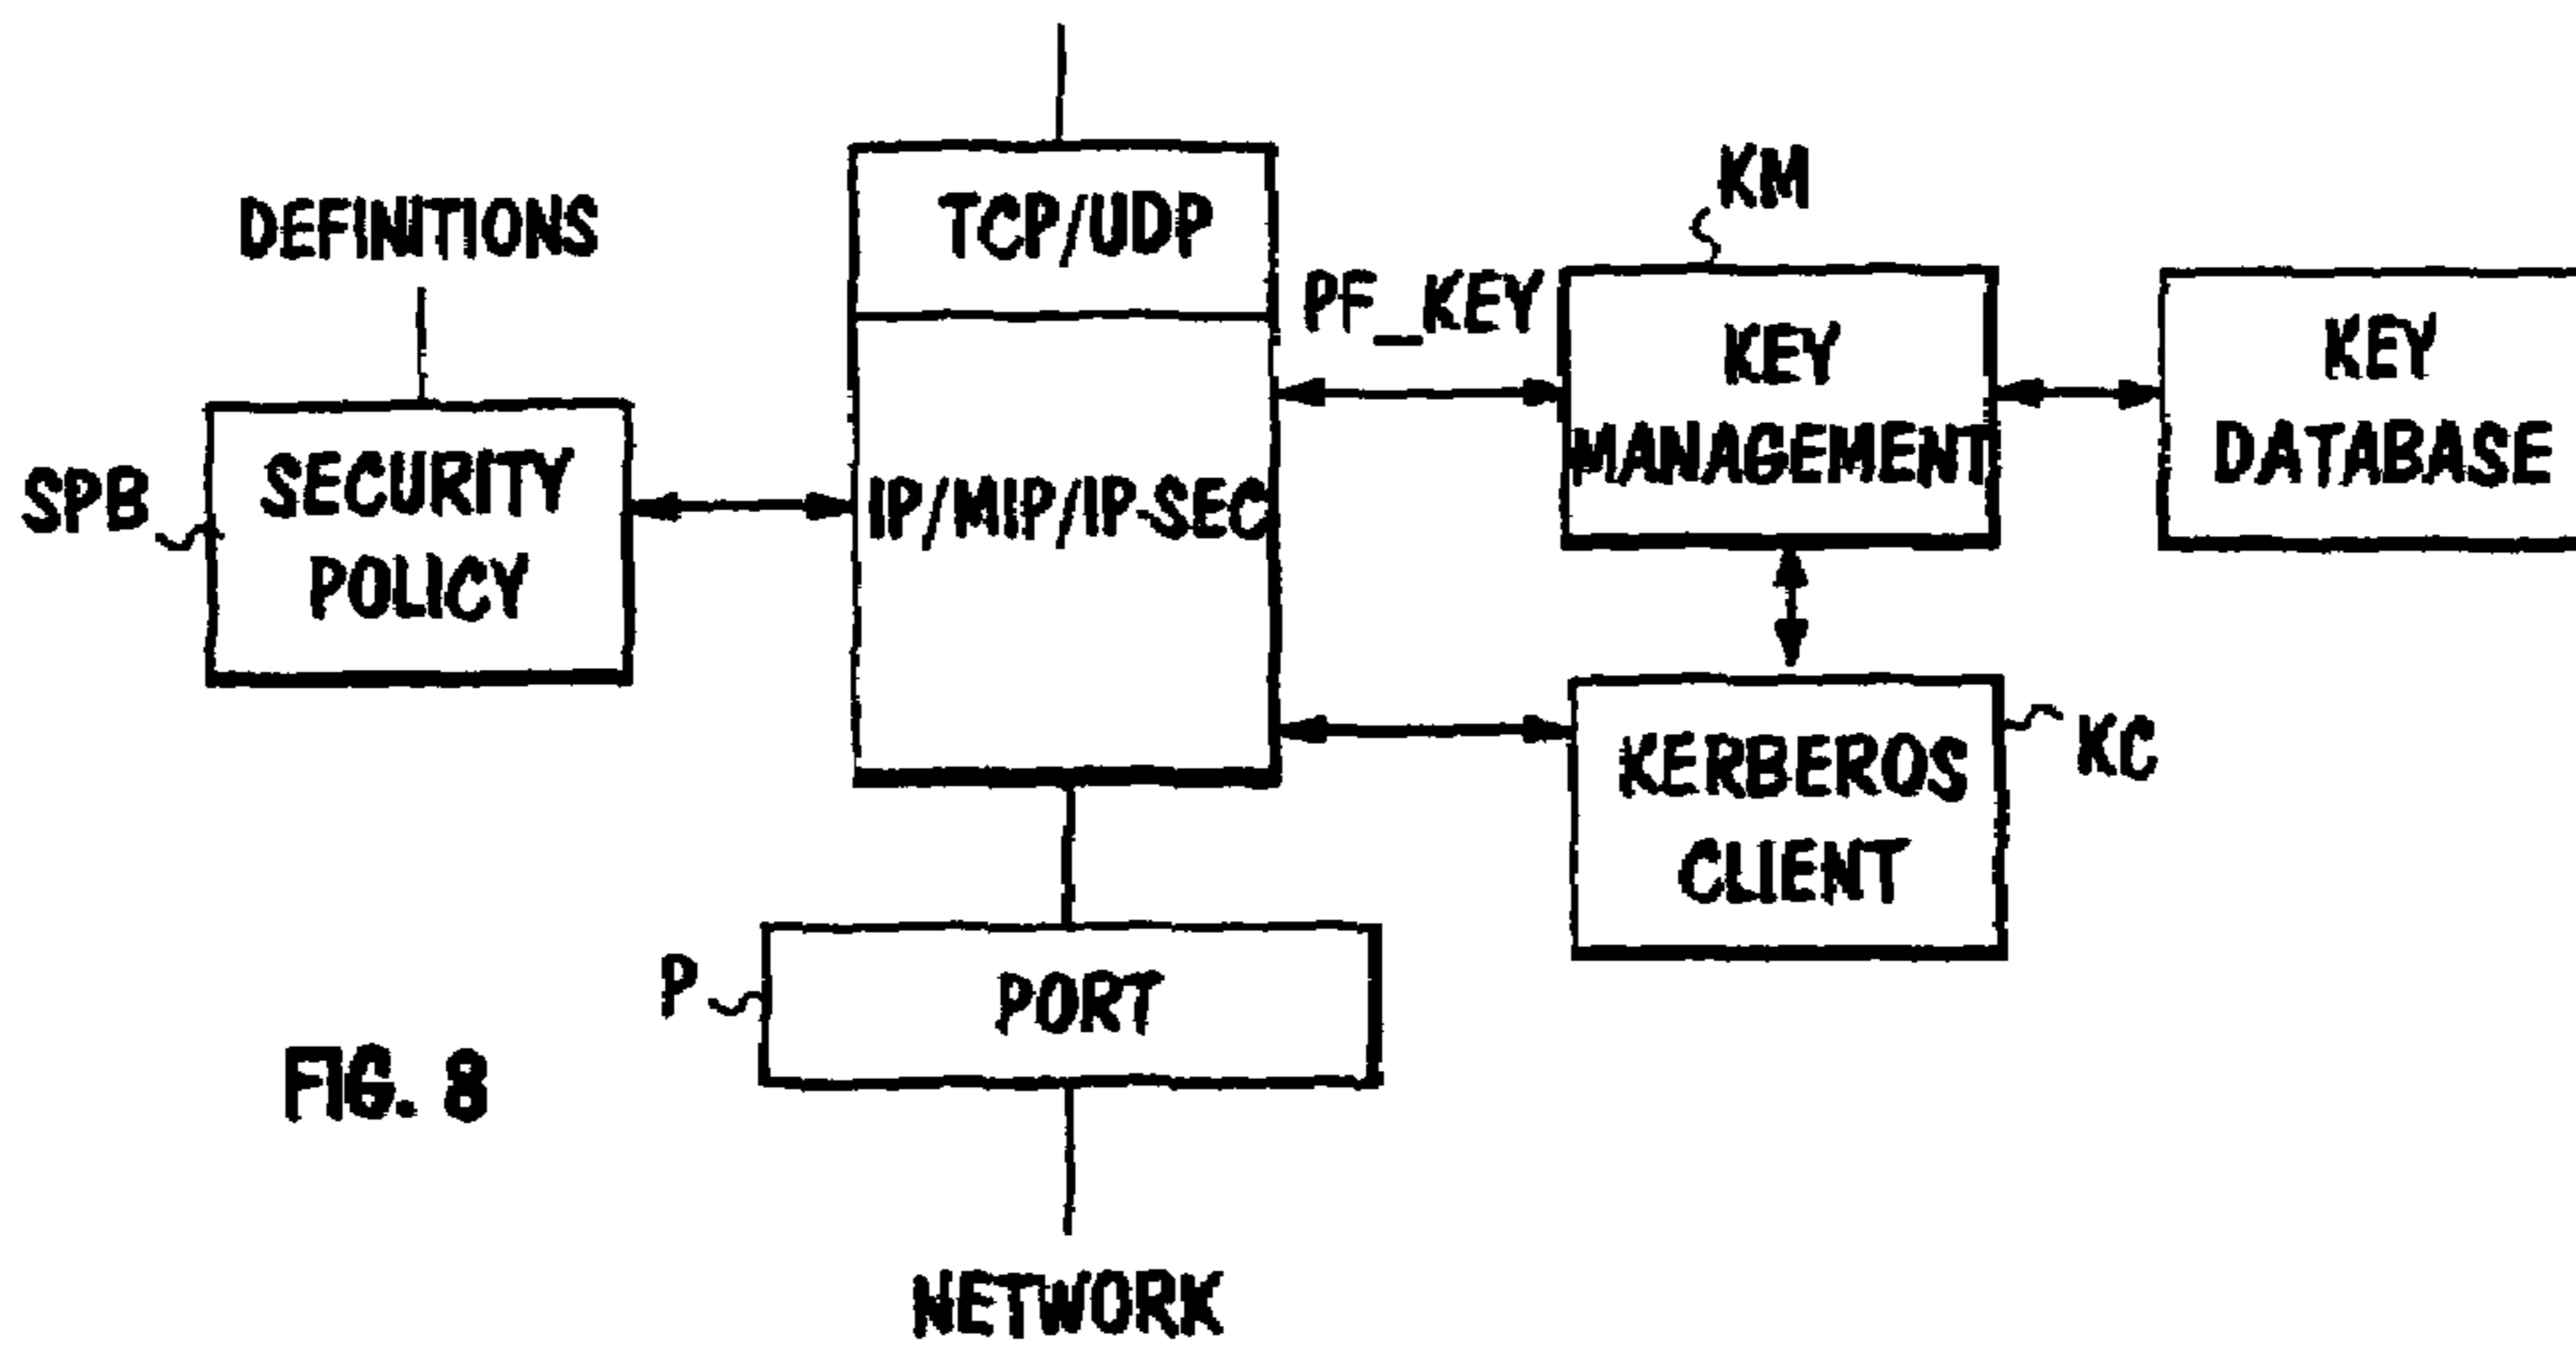 DEFINITIONS
SPB
SECURITY
POLICY
TCP/UDP
IP/MIP/IP-SEC
PF_KEY
KM
KEY
MANAGEMENT
KEY
DATABASE
KERBEROS
CLIENT
KC
P
PORT
NETWORK
FIG. 8